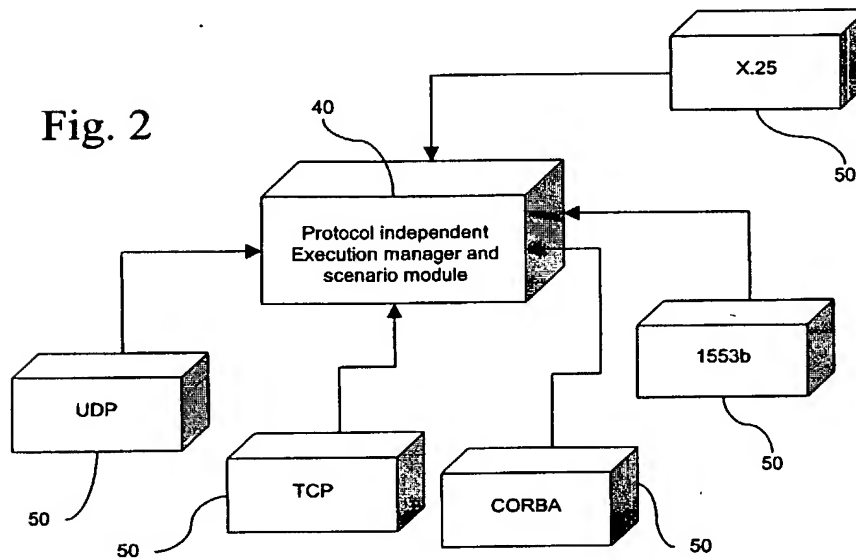 Fig. 2
X.25
50
40
Protocol independent
Execution manager and
scenario module
1553b
50
UDP
50
TCP
50
CORBA
50